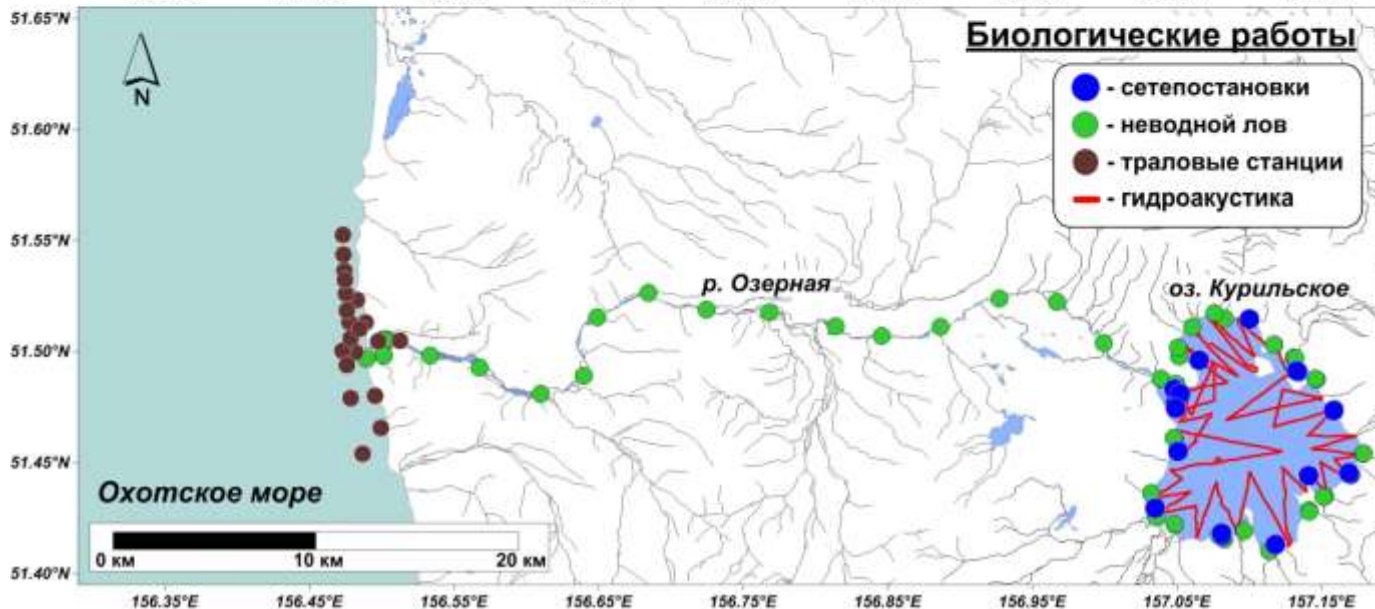 51.65°N
Биологические работы
N
- сетепостановки
51.60°N
- неводной лов
- траловые станции
- гидроакустика
51.55°N
р. Озерная
оз. Курильское
51.50°N
51.45°N
Охотское море
0 км 10 км 20 км
51.40°N
156.35°E 156.45°E 156.55°E 156.65°E 156.75°E 156.85°E 156.95°E 157.05°E 157.15°E